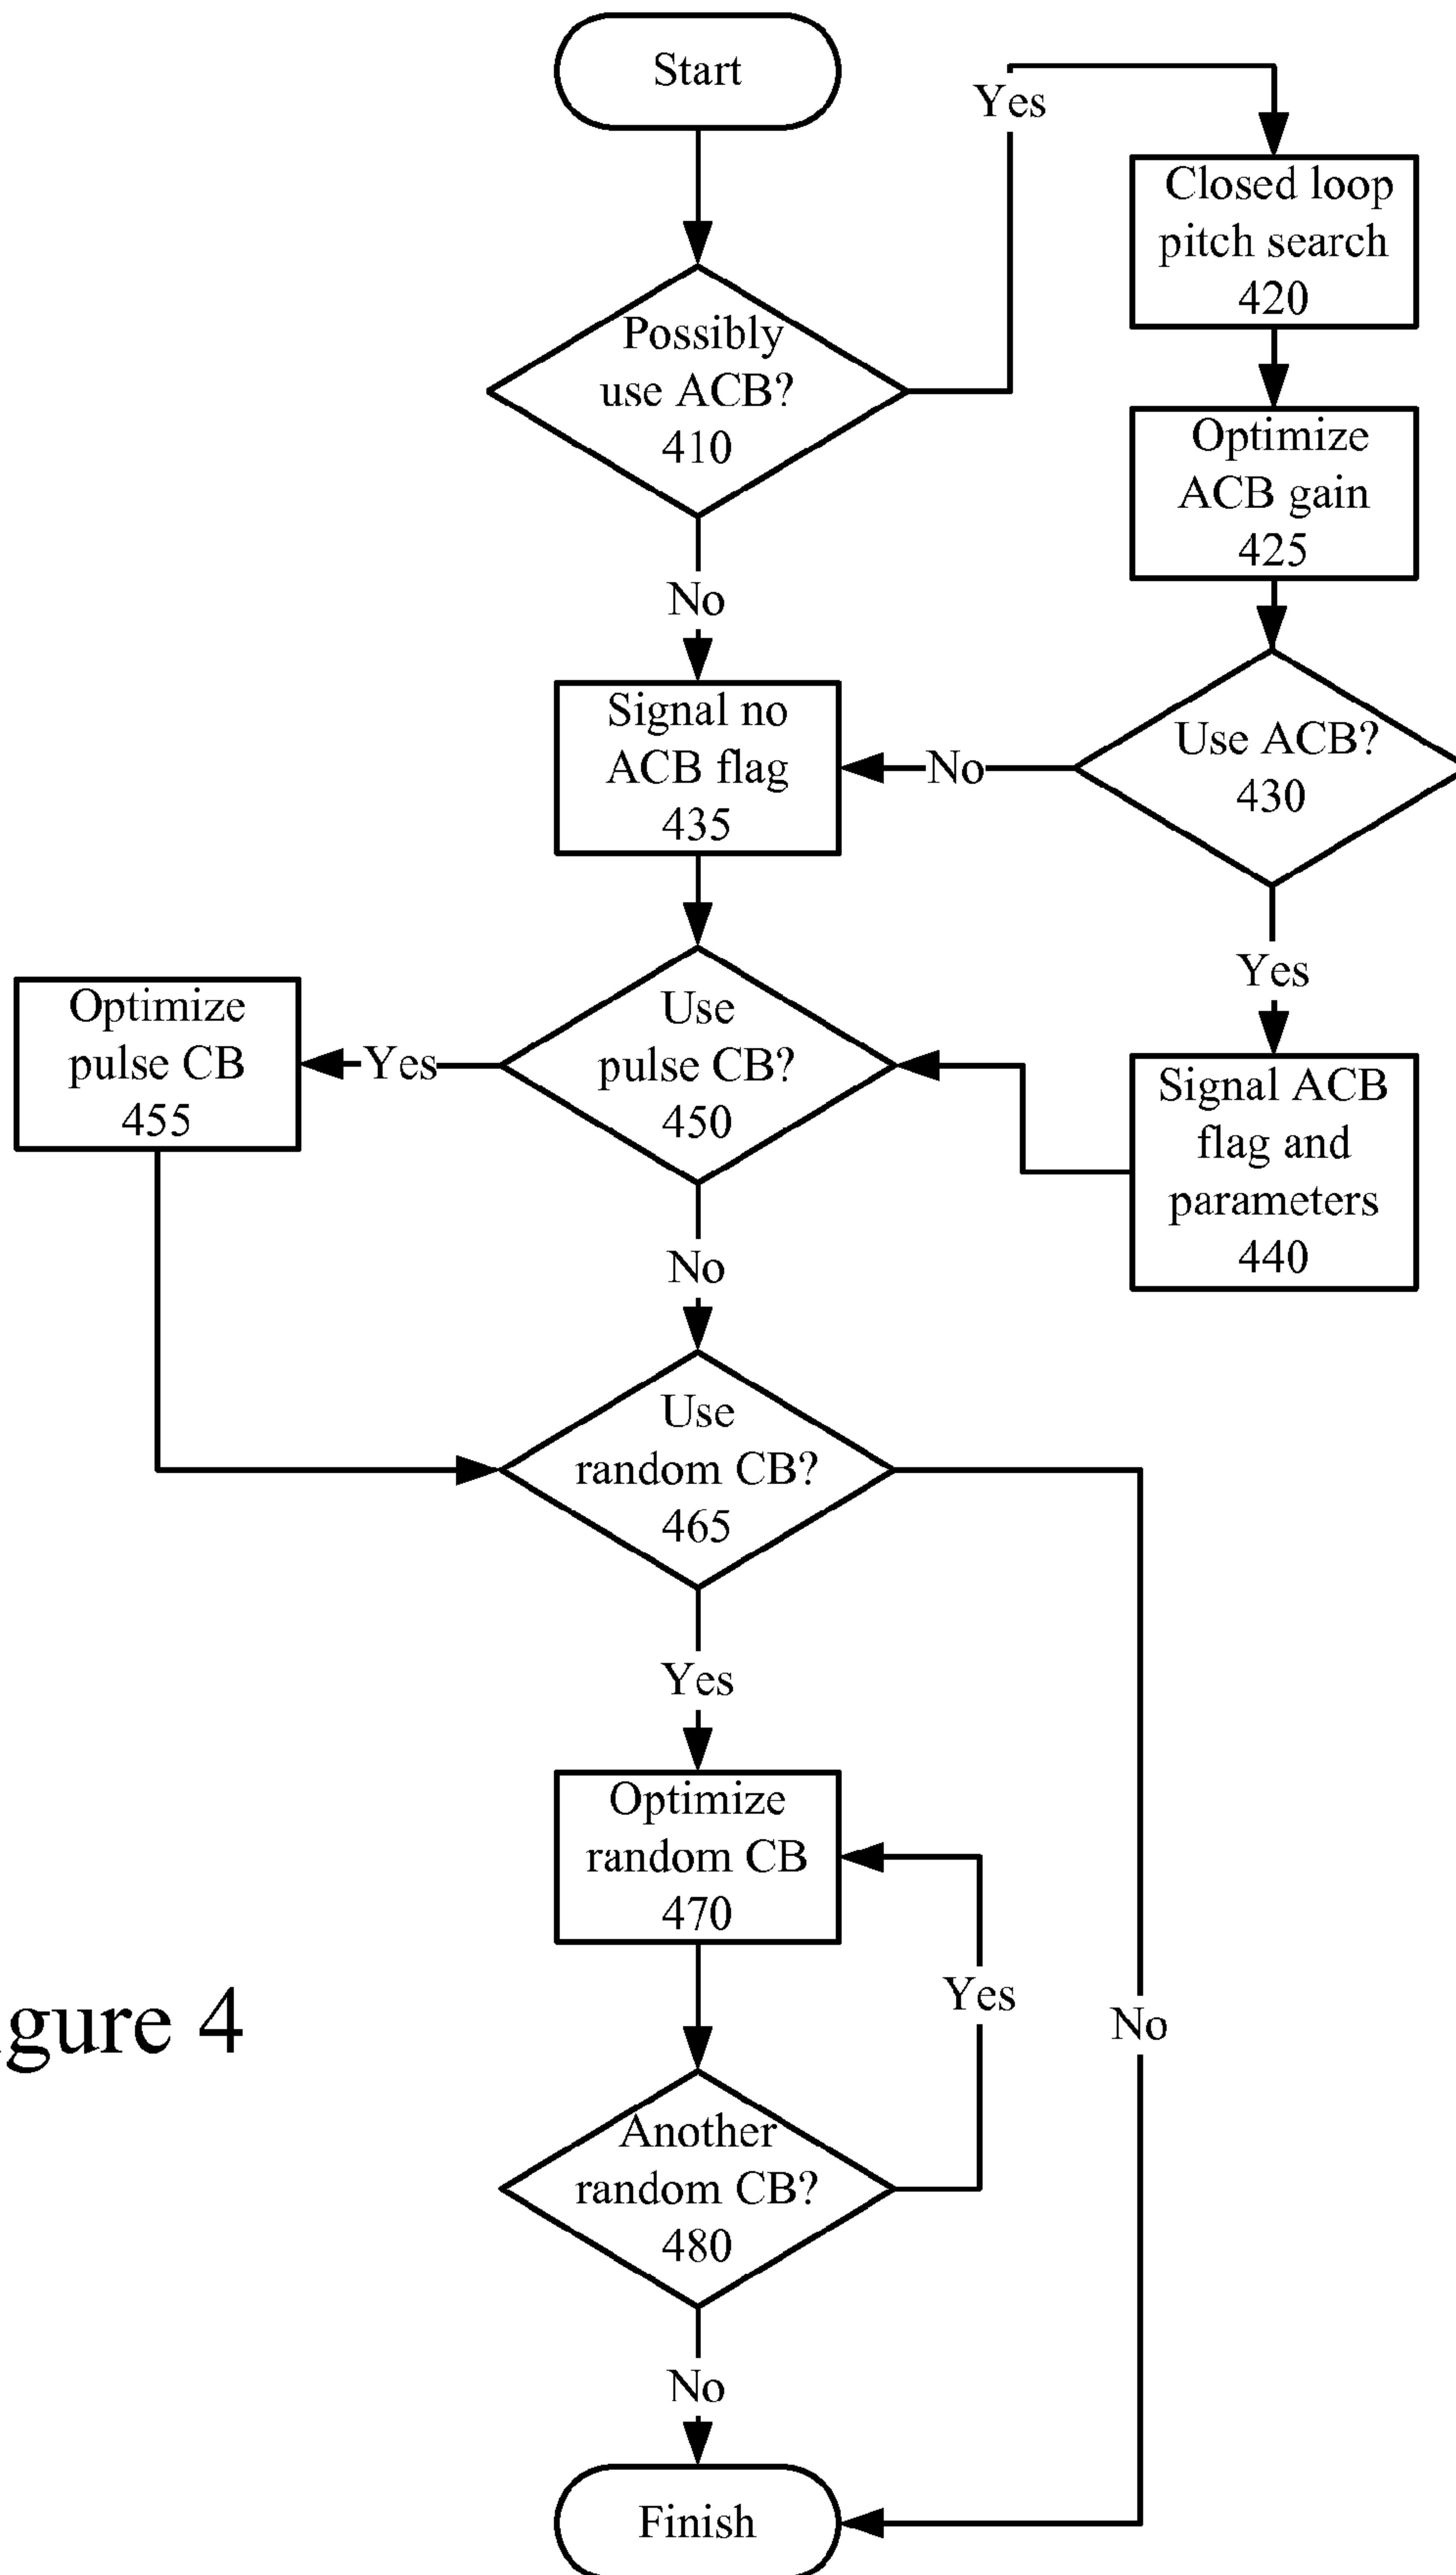 Start
Yes
Closed loop
pitch search
420
Possibly
use ACB?
410
Optimize
ACB gain
425
No
Signal no
ACB flag
435
No
Use ACB?
430
Yes
Optimize
pulse CB
455
Yes
Use
pulse CB?
450
Signal ACB
flag and
parameters
440
No
Use
random CB?
465
Yes
Optimize
random CB
470
Yes
No
gure 4
Another
random CB?
480
No
Finish